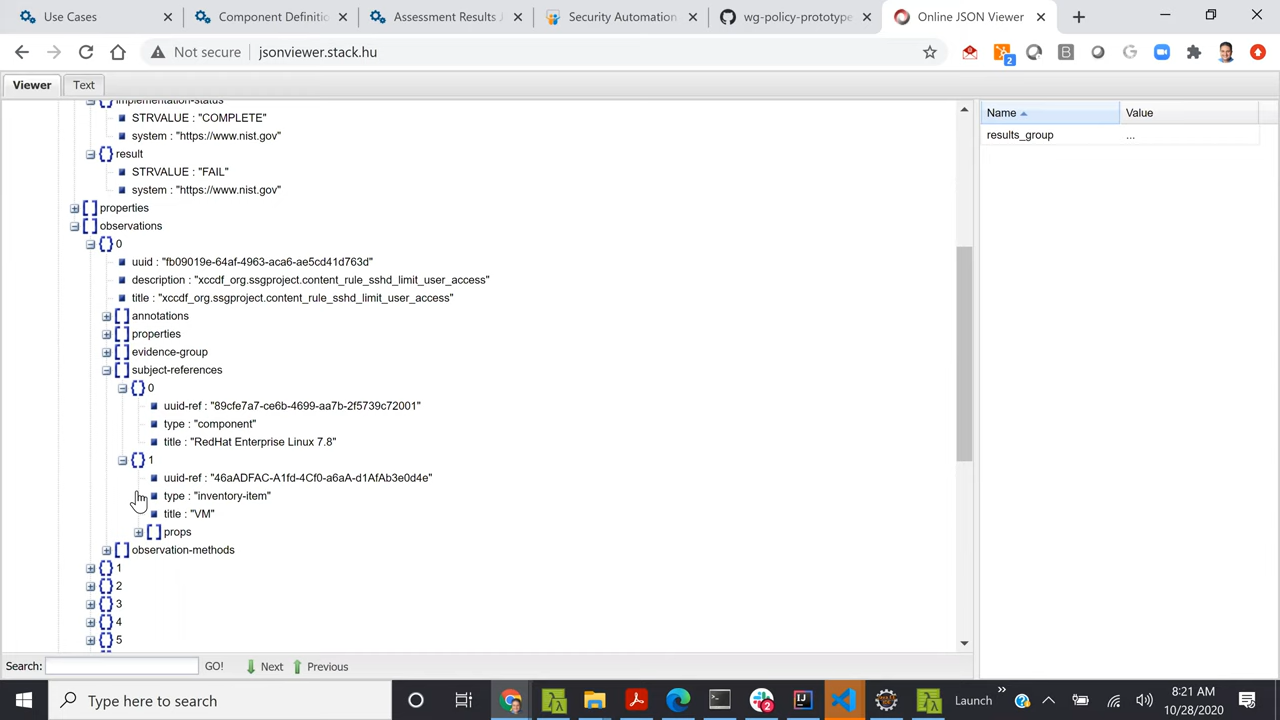 Use Cases
Component Definitio
Assessment Results J
Security Automation
wg-policy-prototype
Online JSON Viewer
Not secure
jsonviewer.stack.hu
2
Viewer
Text
implementation-status
STRVALUE : "COMPLETE"
system : "https://www.nist.gov"
result
STRVALUE : "FAIL"
system : "https://www.nist.gov"
properties
observations
0
uuid : "fb09019e-64af-4963-aca6-ae5cd41d763d"
description : "xccdf_org.ssgproject.content_rule_sshd_limit_user_access"
title : "xccdf_org.ssgproject.content_rule_sshd_limit_user_access"
annotations
properties
evidence-group
subject-references
0
uuid-ref : "89cfe7a7-ce6b-4699-aa7b-2f5739c72001"
type : "component"
title : "RedHat Enterprise Linux 7.8"
1
uuid-ref : "46aADFAC-A1fd-4Cf0-a6aA-d1AfAb3e0d4e"
type : "inventory-item"
title : "VM"
props
observation-methods
1
2
3
4
5
Name
Value
results_group
...
Search:
GO!
Next
Previous
Type here to search
2
Launch
8:21 AM
10/28/2020